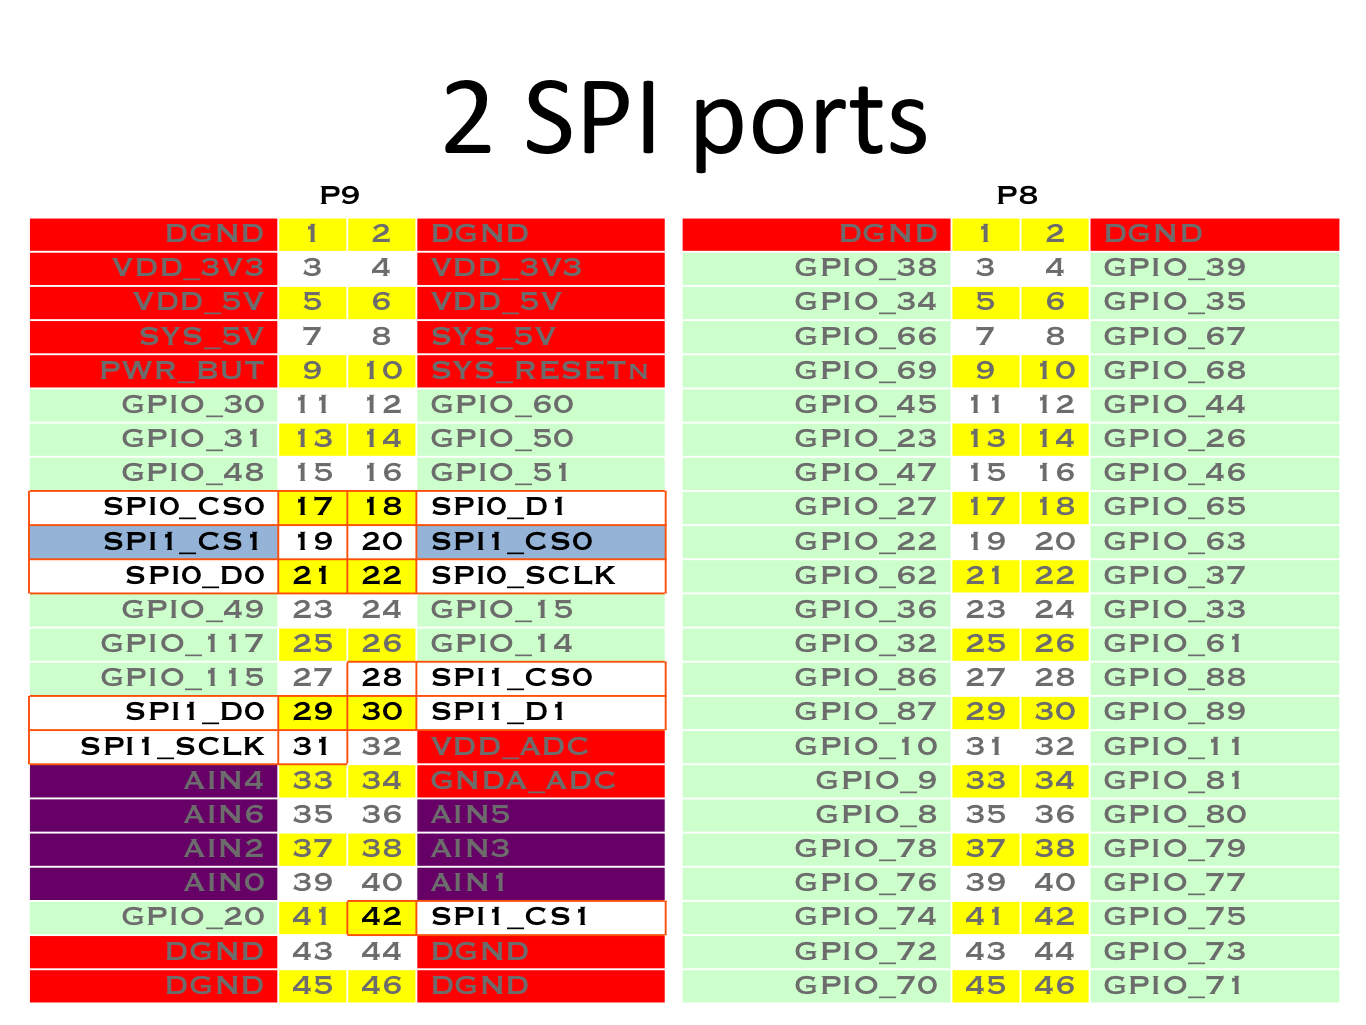 2 SPI ports
P9
DGND 1 2 DGND
VDD_3V3 3 4 VDD_3V3
VDD_5V 5 6 VDD_5V
SYS_5V 7 8 SYS_5V
PWR_BUT 9 10 SYS_RESETN
GPIO_30 11 12 GPIO_60
GPIO_31 13 14 GPIO_50
GPIO_48 15 16 GPIO_51
SPI0_CS0 17 18 SPI0_D1
SPI1_CS1 19 20 SPI1_CS0
SPI0_D0 21 22 SPI0_SCLK
GPIO_49 23 24 GPIO_15
GPIO_117 25 26 GPIO_14
GPIO_115 27 28 SPI1_CS0
SPI1_D0 29 30 SPI1_D1
SPI1_SCLK 31 32 VDD_ADC
AIN4 33 34 GNDA_ADC
AIN6 35 36 AIN5
AIN2 37 38 AIN3
AIN0 39 40 AIN1
GPIO_20 41 42 SPI1_CS1
DGND 43 44 DGND
DGND 45 46 DGND
P8
DGND 1 2 DGND
GPIO_38 3 4 GPIO_39
GPIO_34 5 6 GPIO_35
GPIO_66 7 8 GPIO_67
GPIO_69 9 10 GPIO_68
GPIO_45 11 12 GPIO_44
GPIO_23 13 14 GPIO_26
GPIO_47 15 16 GPIO_46
GPIO_27 17 18 GPIO_65
GPIO_22 19 20 GPIO_63
GPIO_62 21 22 GPIO_37
GPIO_36 23 24 GPIO_33
GPIO_32 25 26 GPIO_61
GPIO_86 27 28 GPIO_88
GPIO_87 29 30 GPIO_89
GPIO_10 31 32 GPIO_11
GPIO_9 33 34 GPIO_81
GPIO_8 35 36 GPIO_80
GPIO_78 37 38 GPIO_79
GPIO_76 39 40 GPIO_77
GPIO_74 41 42 GPIO_75
GPIO_72 43 44 GPIO_73
GPIO_70 45 46 GPIO_71